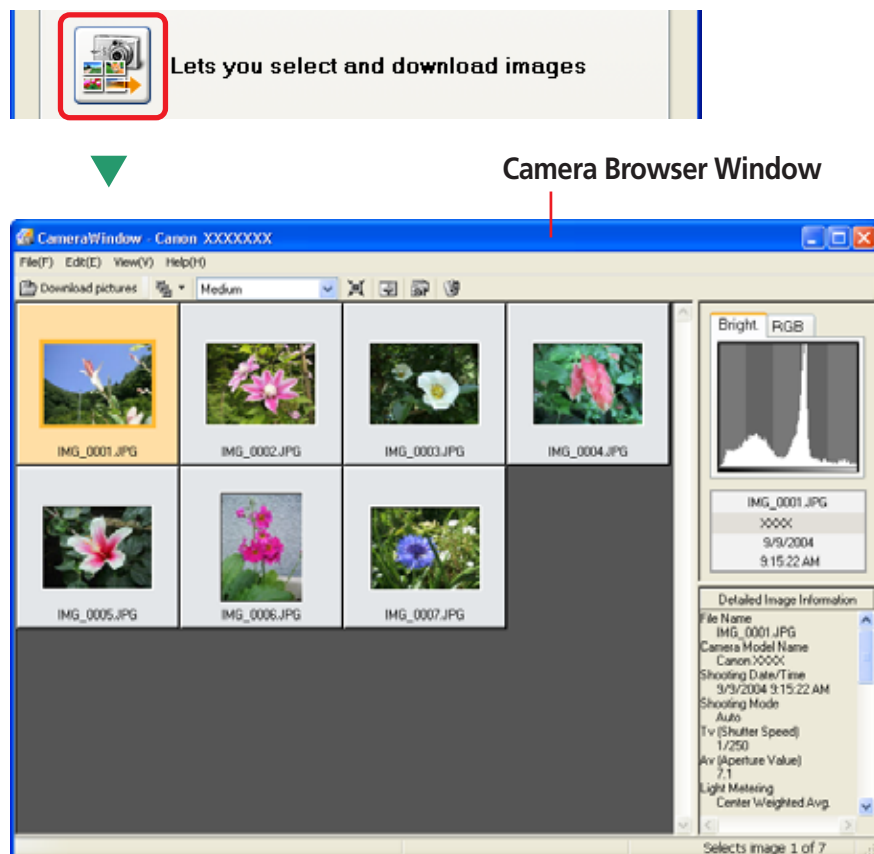 Lets you select and download images
Camera Browser Window
CameraWindow - Canon XXXXXXX
File(F) Edit(E) View(V) Help(H)
Download pictures Medium
Bright. RGB
IMG_0001.JPG IMG_0002.JPG IMG_0003.JPG IMG_0004.JPG
IMG_0005.JPG IMG_0006.JPG IMG_0007.JPG
IMG_0001.JPG
XXXX
9/9/2004
9:15:22 AM
Detailed Image Information
File Name
IMG_0001.JPG
Camera Model Name
Canon XXXX
Shooting Date/Time
9/9/2004 9:15:22 AM
Shooting Mode
Auto
Tv (Shutter Speed)
1/250
Av (Aperture Value)
7.1
Light Metering
Center Weighted Avg.
Selects image 1 of 7